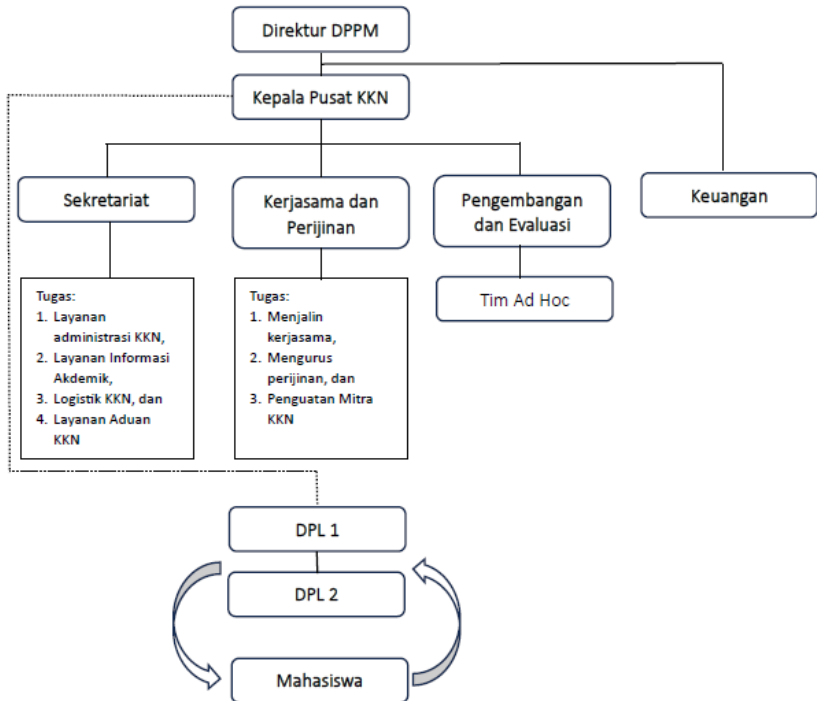 Direktur DPPM
Kepala Pusat KKN
Sekretariat
Kerjasama dan
Perijinan
Pengembangan
dan Evaluasi
Keuangan
Tugas:
1. Layanan
administrasi KKN,
2. Layanan Informasi
Akdemik,
3. Logistik KKN, dan
4. Layanan Aduan
KKN
Tugas:
1. Menjalin
kerjasama,
2. Mengurus
perijinan, dan
3. Penguatan Mitra
KKN
Tim Ad Hoc
DPL 1
DPL 2
Mahasiswa